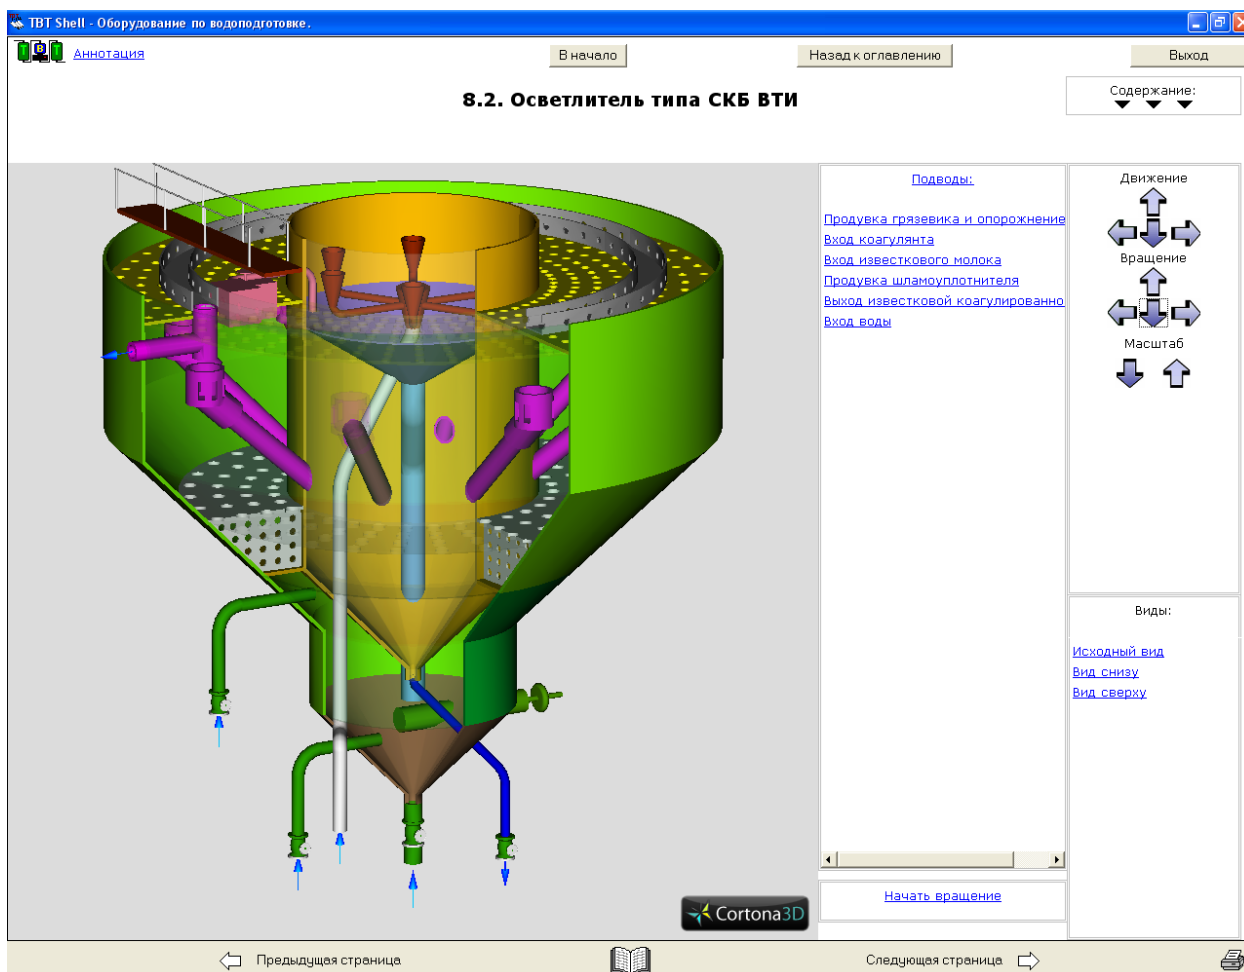 TBT Shell - Оборудование по водоподготовке.
Аннотация
В начало
Назад к оглавлению
Выход
8.2. Осветлитель типа СКБ ВТИ
Содержание:
Подводы:
Продувка грязевика и опорожнение
Вход коагулянта
Вход известкового молока
Продувка шламоуплотнителя
Выход известковой коагулированно
Вход воды
Движение
Вращение
Масштаб
Виды:
Исходный вид
Вид снизу
Вид сверху
Начать вращение
Cortona3D
Предыдущая страница
Следующая страница